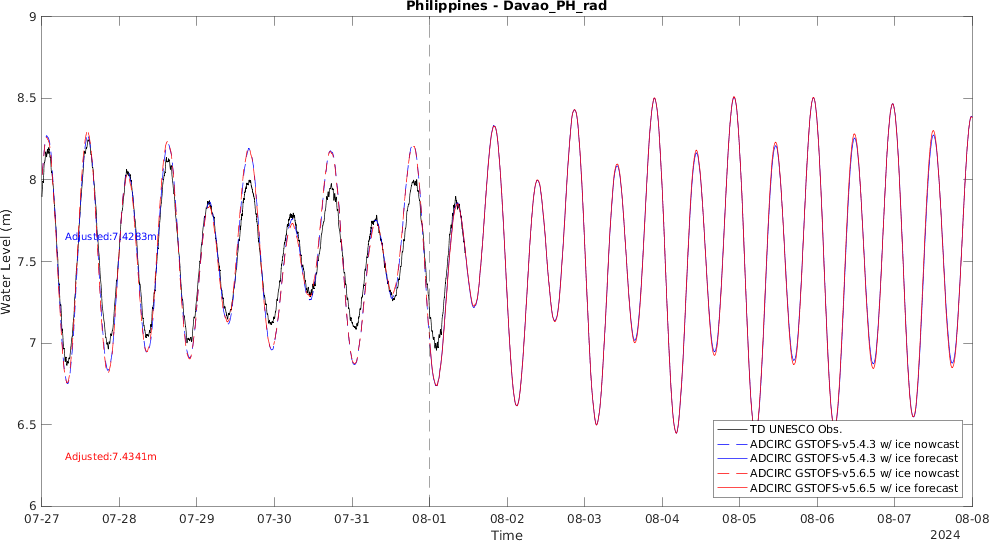 Philippines - Davao_PH_rad
9
8.5
8
7.5
7
6.5
6
Water Level (m)
Adjusted:7.4283m
Adjusted:7.4341m
TD UNESCO Obs.
ADCIRC GSTOFS-v5.4.3 w/ ice nowcast
ADCIRC GSTOFS-v5.4.3 w/ ice forecast
ADCIRC GSTOFS-v5.6.5 w/ ice nowcast
ADCIRC GSTOFS-v5.6.5 w/ ice forecast
07-27 07-28 07-29 07-30 07-31 08-01 08-02 08-03 08-04 08-05 08-06 08-07 08-08
Time
2024